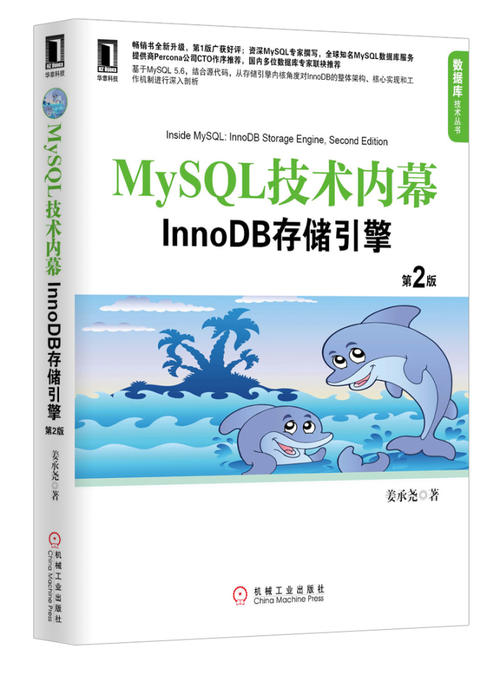 华章科技
畅销书全新升级，第1版广获好评；资深MySQL专家撰写，全球知名MySQL数据库服务
提供商Percona公司CTO作序推荐，国内多位数据库专家联袂推荐
基于MySQL 5.6，结合源代码，从存储引擎内核角度对InnoDB的整体架构、核心实现和工
作机制进行深入剖析
数据库
技术丛书
Inside MySQL: InnoDB Storage Engine, Second Edition
MySQL技术内幕
InnoDB存储引擎
第2版
姜承尧◎著
机械工业出版社
China Machine Press
华章科技
MySQL技术内幕
InnoDB存储引擎
第2版
姜承尧◎著
机械工业出版社
China Machine Press